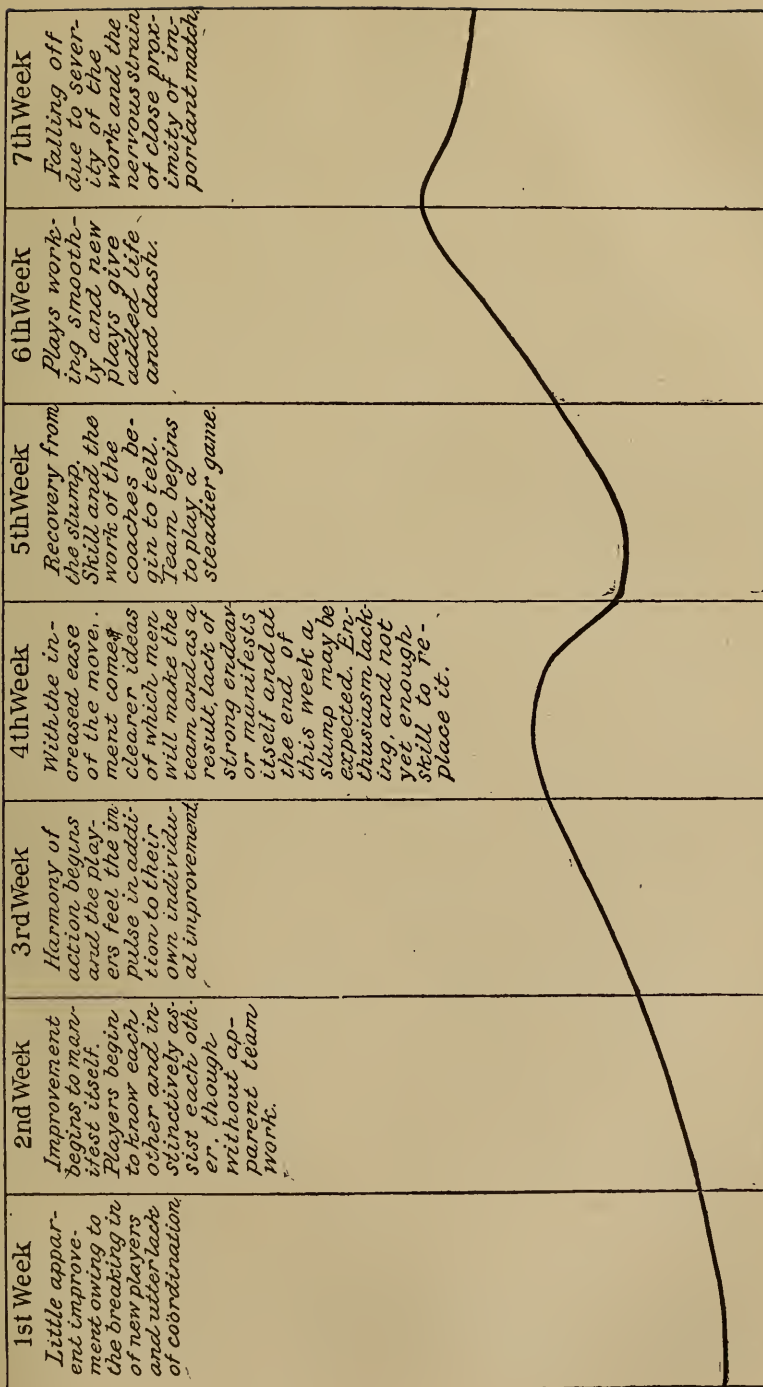 1st Week
Little appar-
ent improve-
ment owing to
the breaking in
of new players
and utter lack
of coördination.
2nd Week
Improvement
begins to man-
ifest itself.
Players begin
to know each
other and in-
stinctively as-
sist each oth-
er, though
without ap-
parent team
work.
3rd Week
Harmony of
action begins
and the play-
ers feel the im
pulse in addi-
tion to their
own individu-
al improvement
4th Week
With the in-
creased ease
of the move..
ment comes
clearer ideas
of which men
will make the
team and as a
result, lack of
strong endeav
or manifests
itself and at
the end of
this week a
slump may be
expected. En-
thusiasm lack-
ing, and not
yet enough
skill to re-
place it.
5th Week
Recovery from
the slump.
Skill and the
work of the
coaches be-
gin to tell.
Team begins
to play a
steadier game.
6th Week
Plays work-
ing smooth-
ly and new
plays give
added life
and dash.
7th Week
Falling off
due to sever-
ity of the
work and the
nervous strain
of close prox-
imity of im-
portant match.